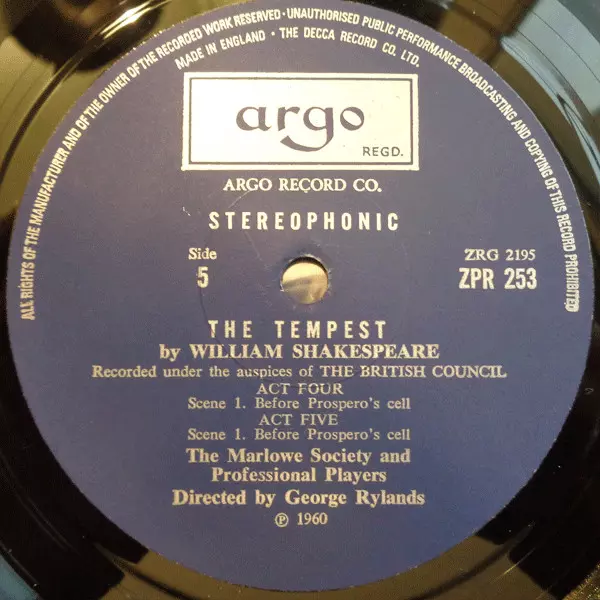 ALL RIGHTS OF THE MANUFACTURER AND OF THE OWNER OF THE RECORDED WORK RESERVED · UNAUTHORISED PUBLIC PERFORMANCE BROADCASTING AND COPYING OF THIS RECORD PROHIBITED
MADE IN ENGLAND · THE DECCA RECORD CO. LTD.
argo
REGD.
ARGO RECORD CO.
STEREOPHONIC
Side
5
ZRG 2195
ZPR 253
THE TEMPEST
by WILLIAM SHAKESPEARE
Recorded under the auspices of THE BRITISH COUNCIL
ACT FOUR
Scene 1. Before Prospero's cell
ACT FIVE
Scene 1. Before Prospero's cell
The Marlowe Society and
Professional Players
Directed by George Rylands
℗ 1960